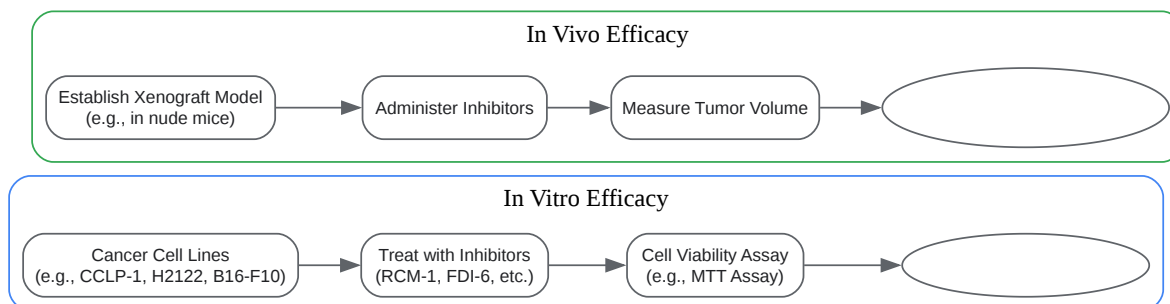 In Vivo Efficacy
Establish Xenograft Model
(e.g., in nude mice)
Administer Inhibitors
Measure Tumor Volume
In Vitro Efficacy
Cancer Cell Lines
(e.g., CCLP-1, H2122, B16-F10)
Treat with Inhibitors
(RCM-1, FDI-6, etc.)
Cell Viability Assay
(e.g., MTT Assay)